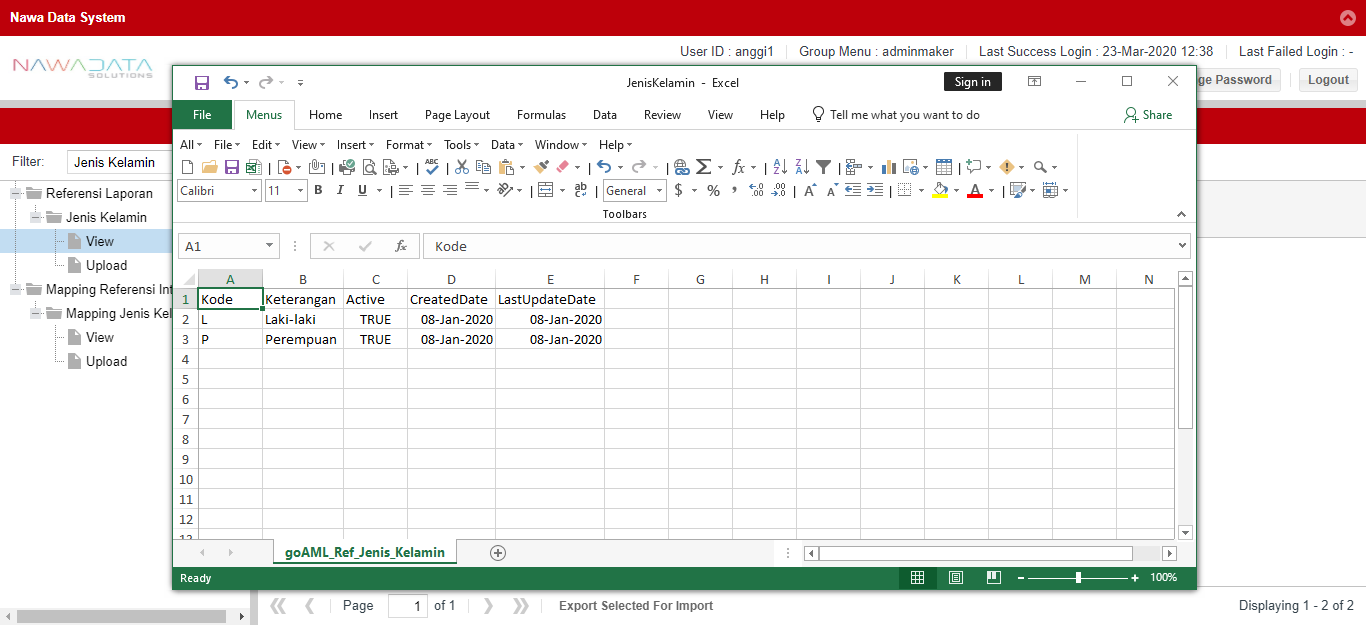 Nawa Data System
User ID : anggi1 Group Menu : adminmaker Last Success Login : 23-Mar-2020 12:38 Last Failed Login : -
NAWADATA
SOLUTIONS
JenisKelamin - Excel Sign in
ge Password Logout
File Menus Home Insert Page Layout Formulas Data Review View Help Tell me what you want to do Share
All File Edit View Insert Format Tools Data Window Help
Filter: Jenis Kelamin
Calibri 11 B I U General $ %
Toolbars
Referensi Laporan
Jenis Kelamin
View
Upload
Mapping Referensi Int
Mapping Jenis Kel
View
Upload
A1 fx Kode
A B C D E F G H I J K L M N
1 Kode Keterangan Active CreatedDate LastUpdateDate
2 L Laki-laki TRUE 08-Jan-2020 08-Jan-2020
3 P Perempuan TRUE 08-Jan-2020 08-Jan-2020
4
5
6
7
8
9
10
11
12
13
goAML_Ref_Jenis_Kelamin
Ready 100%
Page 1 of 1 Export Selected For Import Displaying 1 - 2 of 2